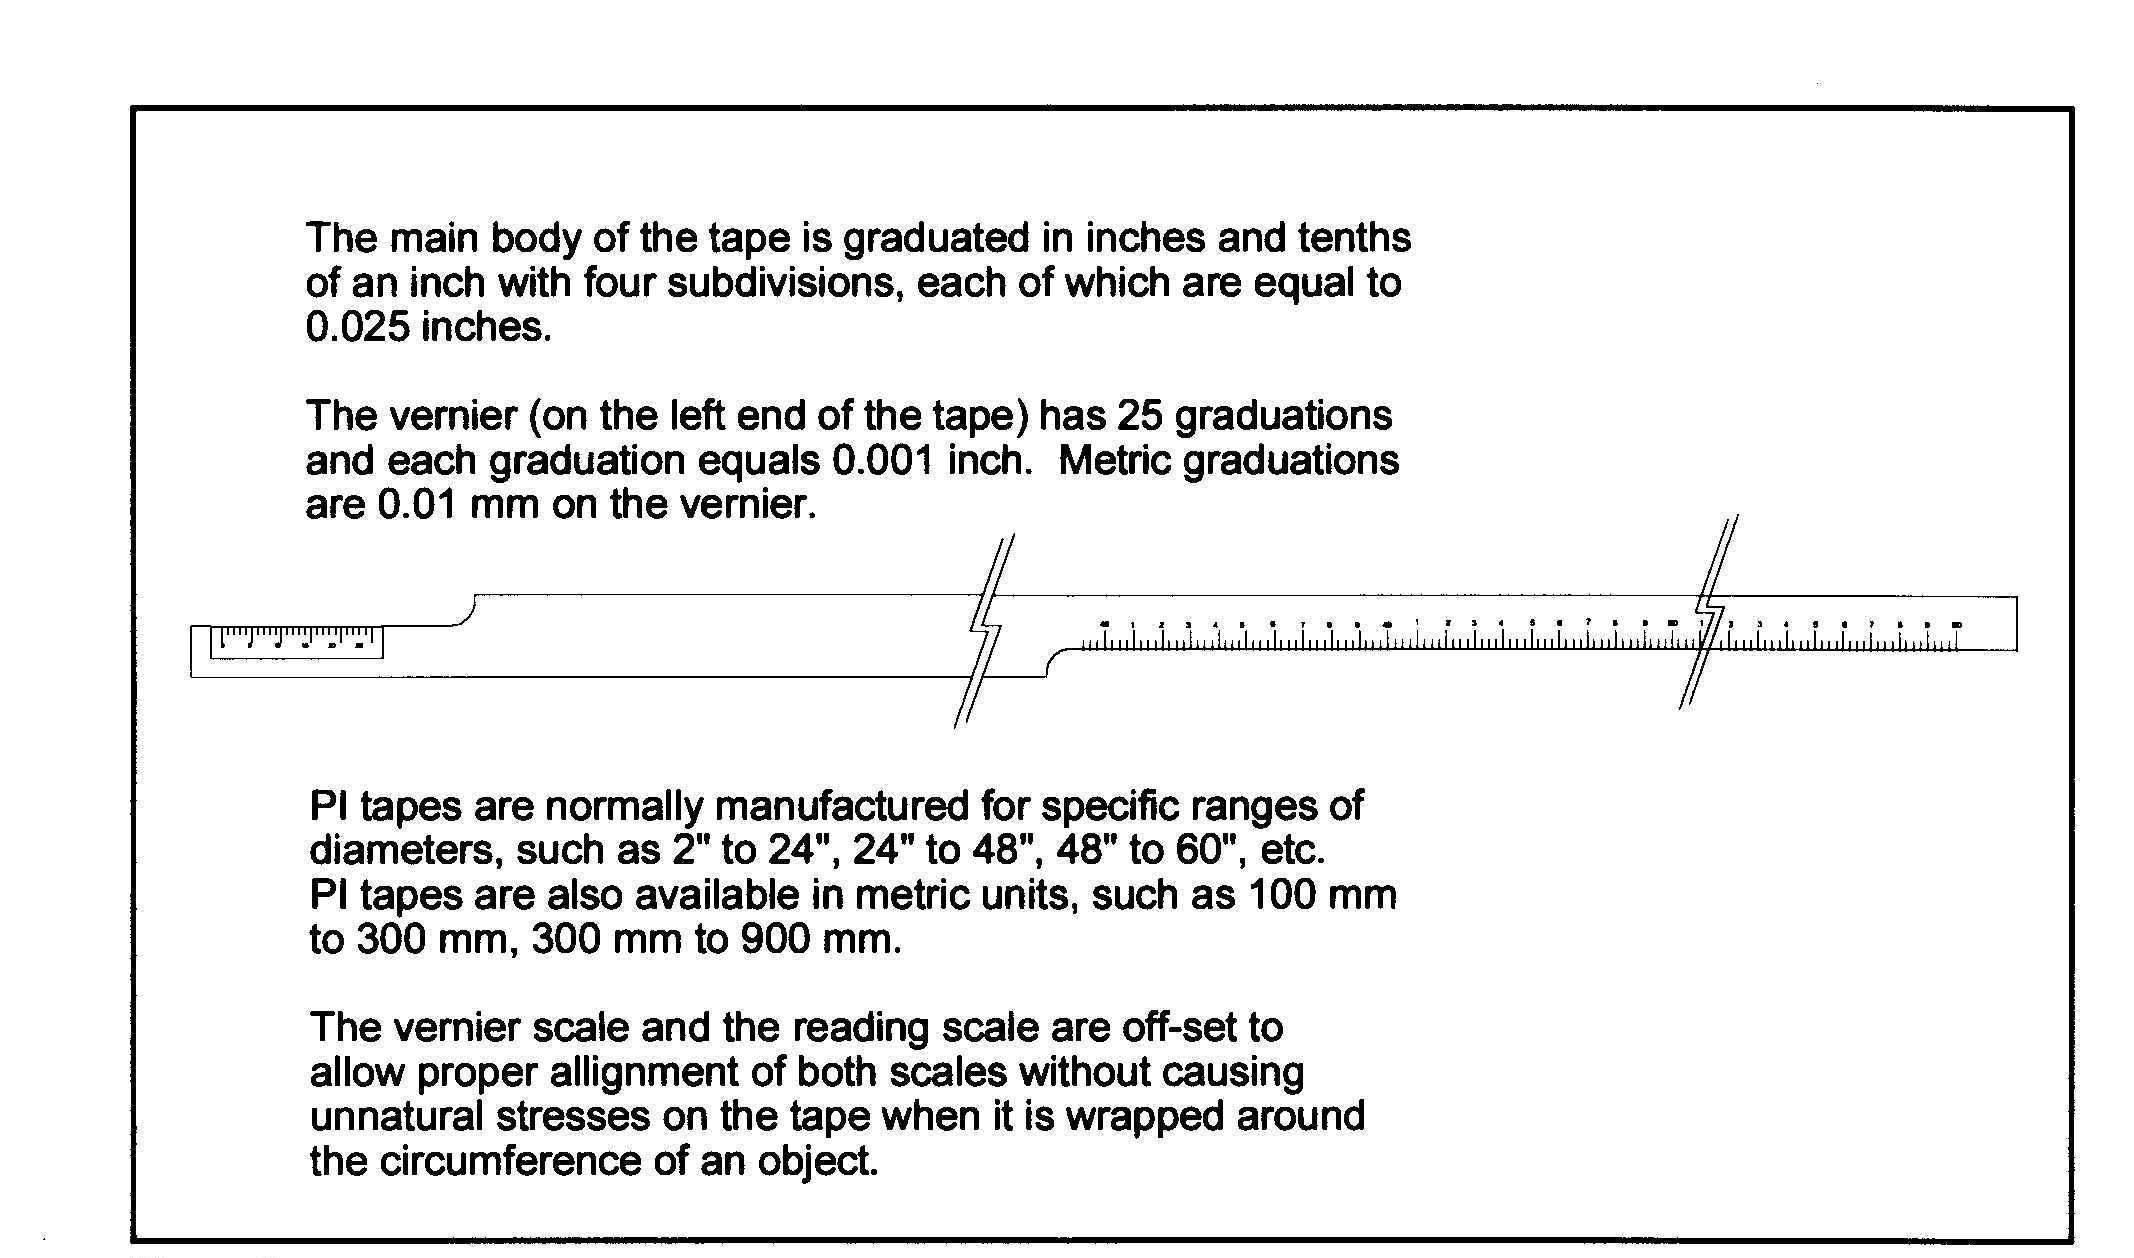 The main body of the tape is graduated in inches and tenths
of an inch with four subdivisions, each of which are equal to
0.025 inches.
The vernier (on the left end of the tape) has 25 graduations
and each graduation equals 0.001 inch. Metric graduations
are 0.01 mm on the vernier.
PI tapes are normally manufactured for specific ranges of
diameters, such as 2" to 24", 24" to 48", 48" to 60", etc.
PI tapes are also available in metric units, such as 100 mm
to 300 mm, 300 mm to 900 mm.
The vernier scale and the reading scale are off-set to
allow proper allignment of both scales without causing
unnatural stresses on the tape when it is wrapped around
the circumference of an object.